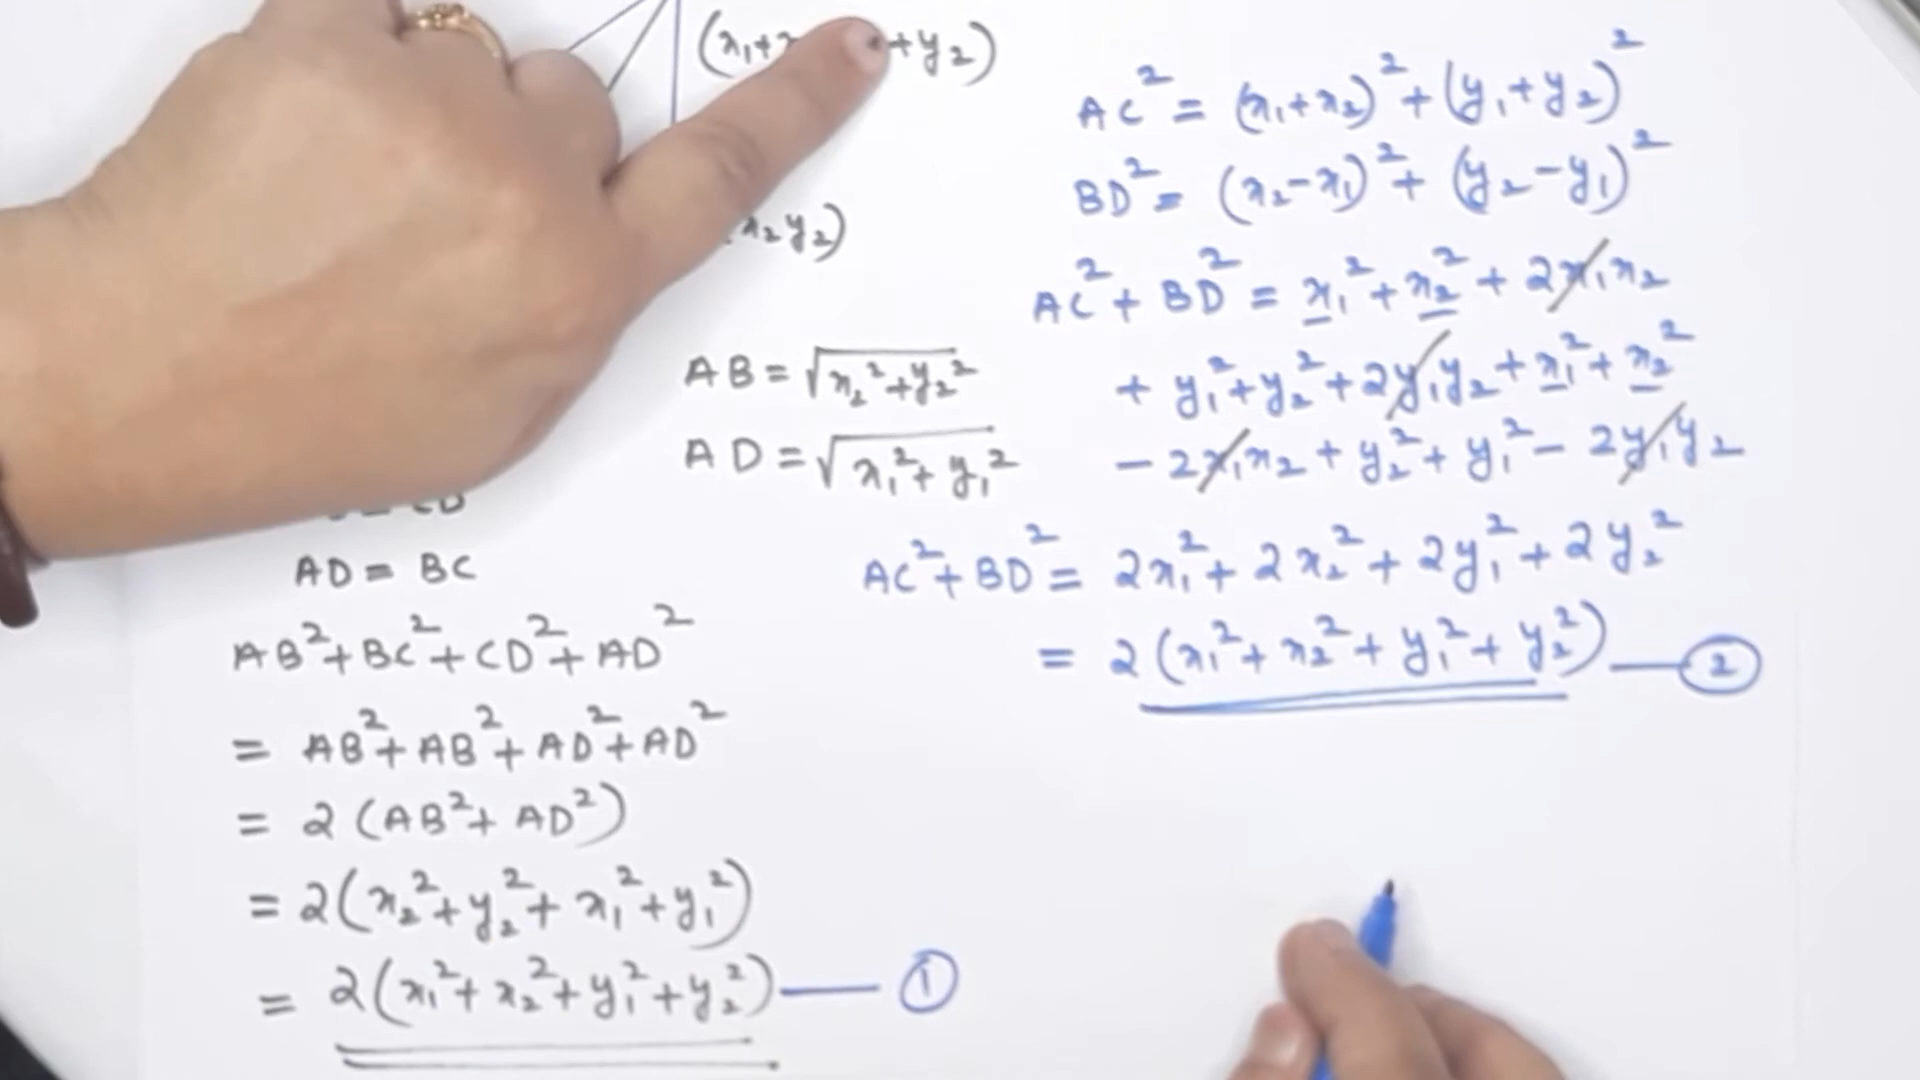 +y₂)
x₂y₂)
AB = √x₂²+y₂²
AD = √x₁²+y₁²
AD = BC
AB²+BC²+CD²+AD²
= AB²+AB²+AD²+AD²
= 2(AB²+AD²)
= 2(x₂²+y₂²+x₁²+y₁²)
= 2(x₁²+x₂²+y₁²+y₂²) — ①
AC² = (x₁+x₂)²+(y₁+y₂)²
BD² = (x₂-x₁)²+(y₂-y₁)²
AC²+BD² = x₁²+x₂²+2x₁x₂
+ y₁²+y₂²+2y₁y₂+x₁²+x₂²
- 2x₁x₂+y₂²+y₁²-2y₁y₂
AC²+BD² = 2x₁²+2x₂²+2y₁²+2y₂²
= 2(x₁²+x₂²+y₁²+y₂²) — ②